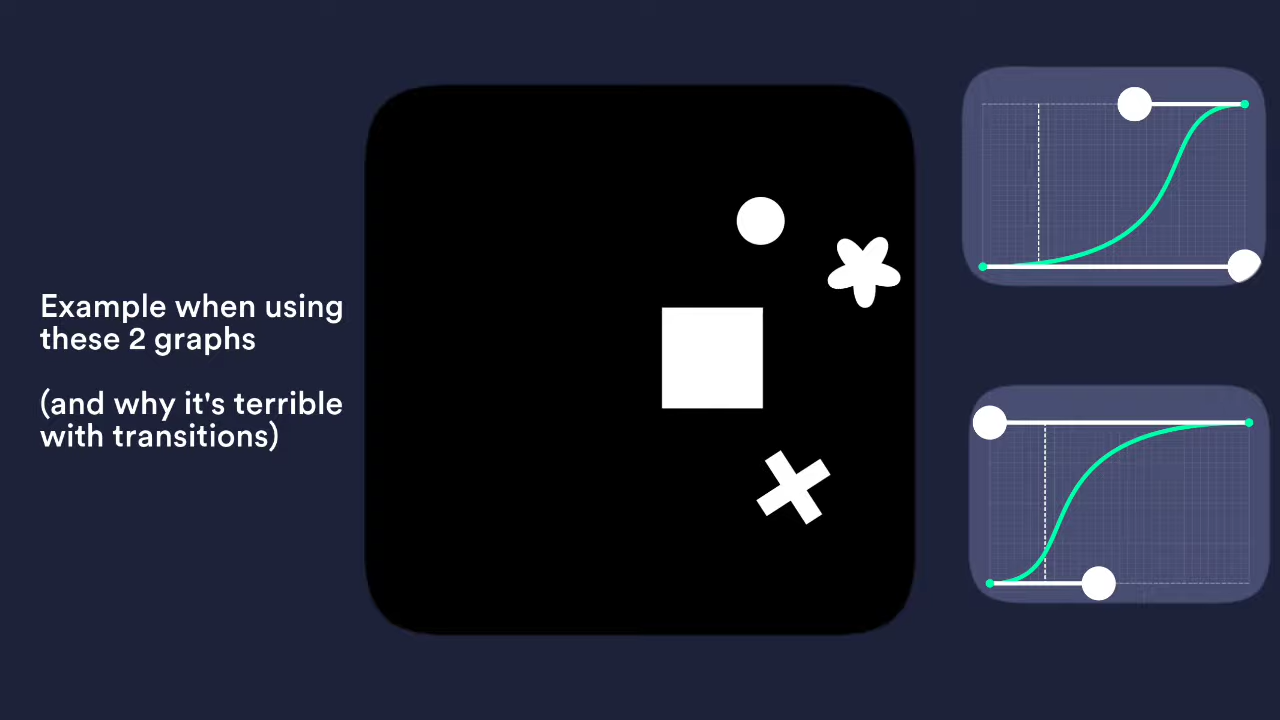 Example when using
these 2 graphs
(and why it's terrible
with transitions)